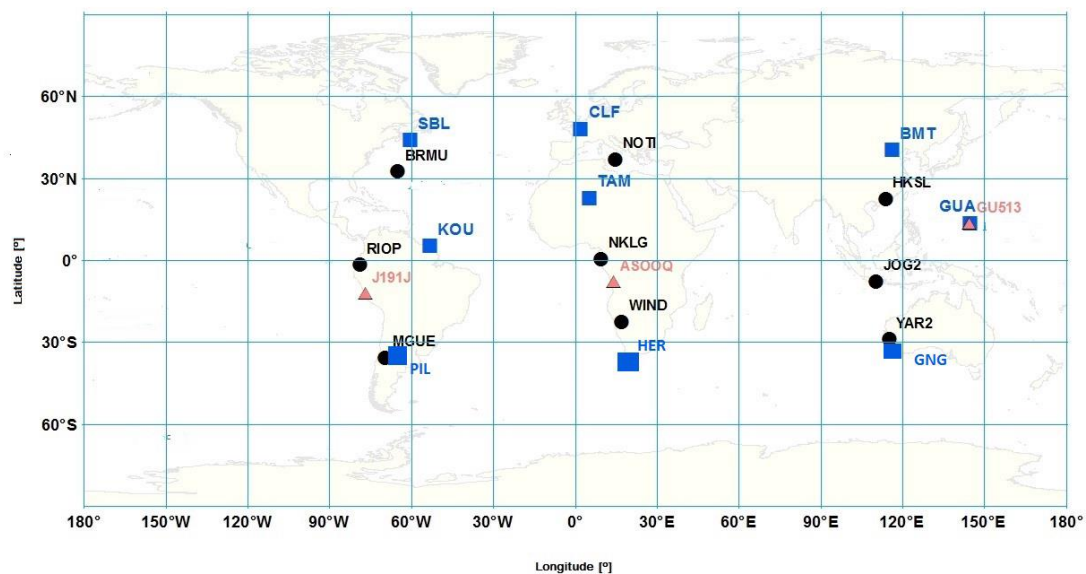 60°N
CLF
SBL
BMT
NOTI
BRMU
30°N
TAM
HKSL
GUA
GU513
KOU
RIOP
NKLG
0°
ASOOQ
JOG2
J191J
WIND
YAR2
30°S
MGUE
HER
PIL
GNG
60°S
180°
150°W
120°W
90°W
60°W
30°W
0°
30°E
60°E
90°E
120°E
150°E
180°
Latitude [º]
Longitude [º]